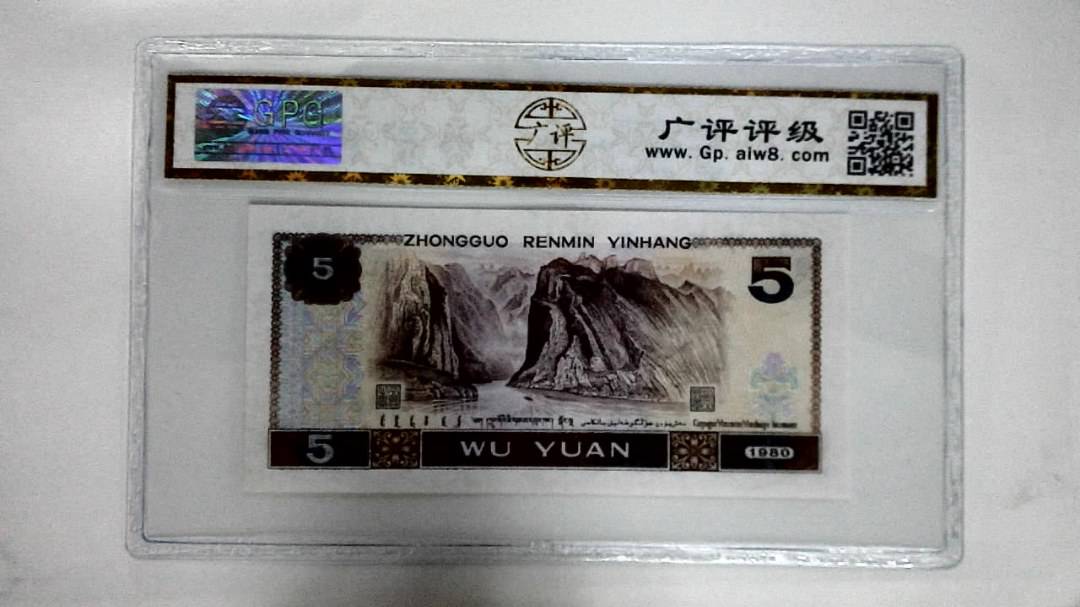 GPG
广评
广评评级
www.Gp.aiw8.com
ZHONGGUO RENMIN YINHANG
5
5
5
WU YUAN
1980